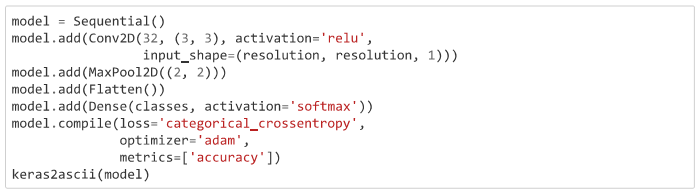 model = Sequential()
model.add(Conv2D(32, (3, 3), activation='relu',
                 input_shape=(resolution, resolution, 1)))
model.add(MaxPool2D((2, 2)))
model.add(Flatten())
model.add(Dense(classes, activation='softmax'))
model.compile(loss='categorical_crossentropy',
              optimizer='adam',
              metrics=['accuracy'])
keras2ascii(model)